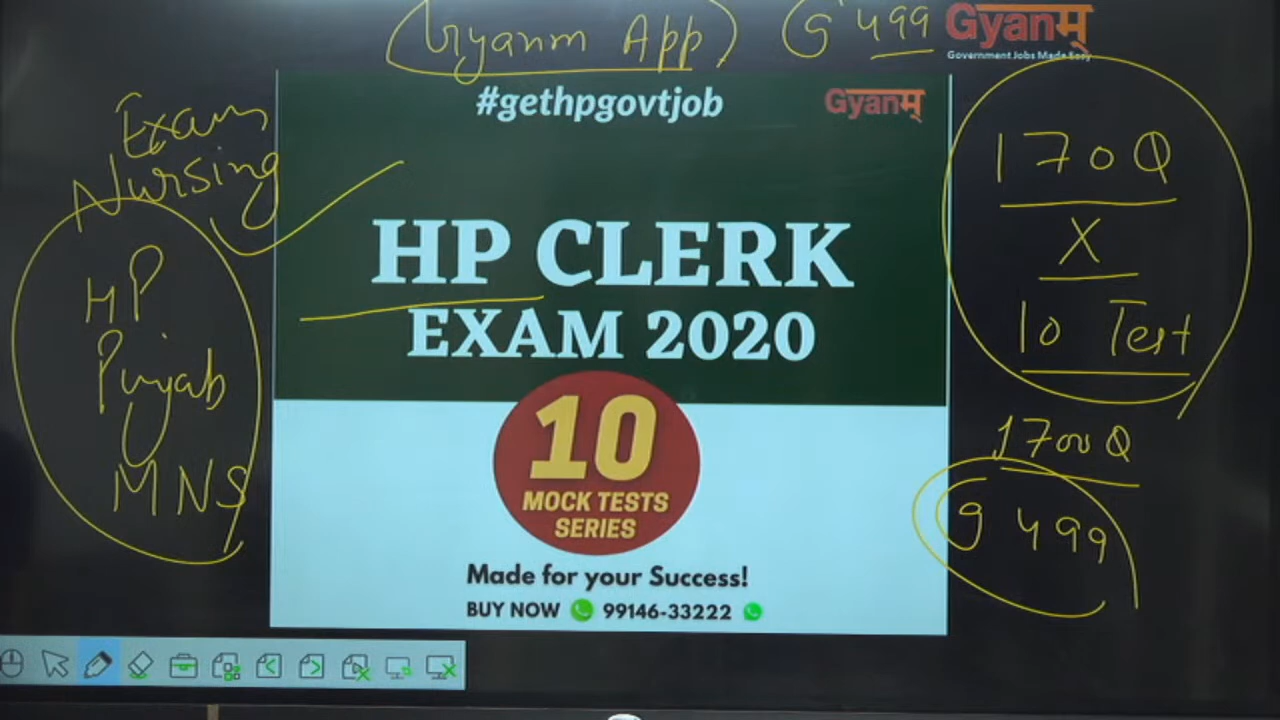 (Gyanm App) G 499
Gyanम्
Government Jobs Made Easy
#gethpgovtjob
Gyanम्
Exam
Nursing
HP
Punjab
MNS
HP CLERK
EXAM 2020
10
MOCK TESTS
SERIES
Made for your Success!
BUY NOW 99146-33222
170Q
X
10 Test
1700Q
499